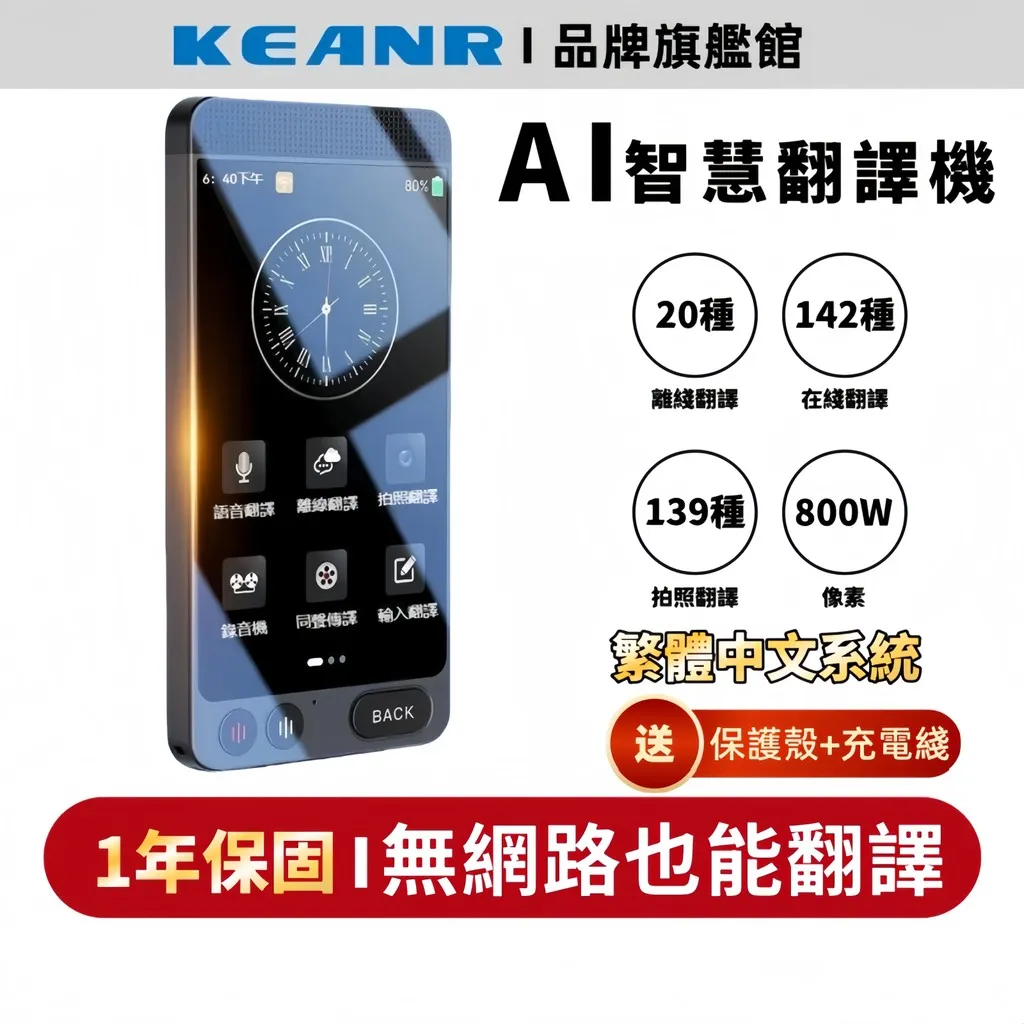 KEANR | 品牌旗艦館
AI智慧翻譯機
6:40下午
80%
XII
語音翻譯
離線翻譯
拍照翻譯
錄音機
同聲傳譯
輸入翻譯
BACK
20種
離綫翻譯
142種
在綫翻譯
139種
拍照翻譯
800W
像素
繁體中文系統
送 保護殼+充電綫
1年保固 | 無網路也能翻譯